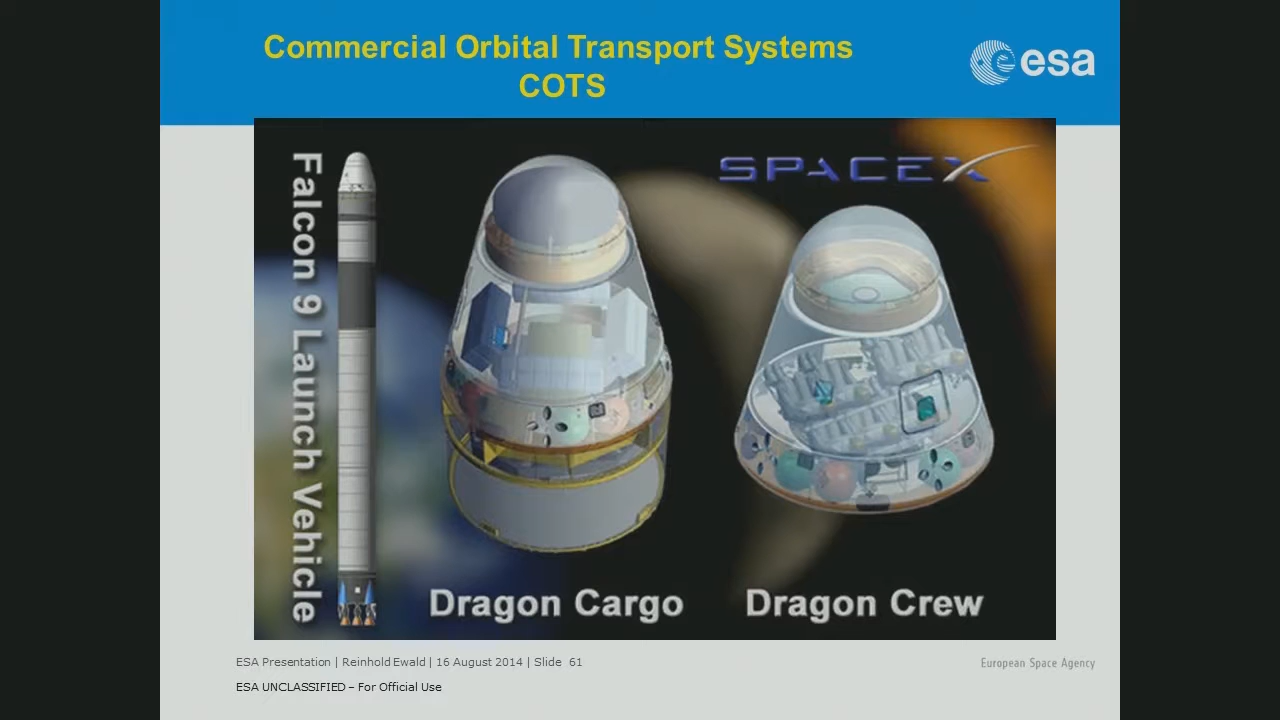 Commercial Orbital Transport Systems
COTS
esa
Falcon 9 Launch Vehicle
SPACEX
Dragon Cargo
Dragon Crew
ESA Presentation | Reinhold Ewald | 16 August 2014 | Slide 61
European Space Agency
ESA UNCLASSIFIED – For Official Use